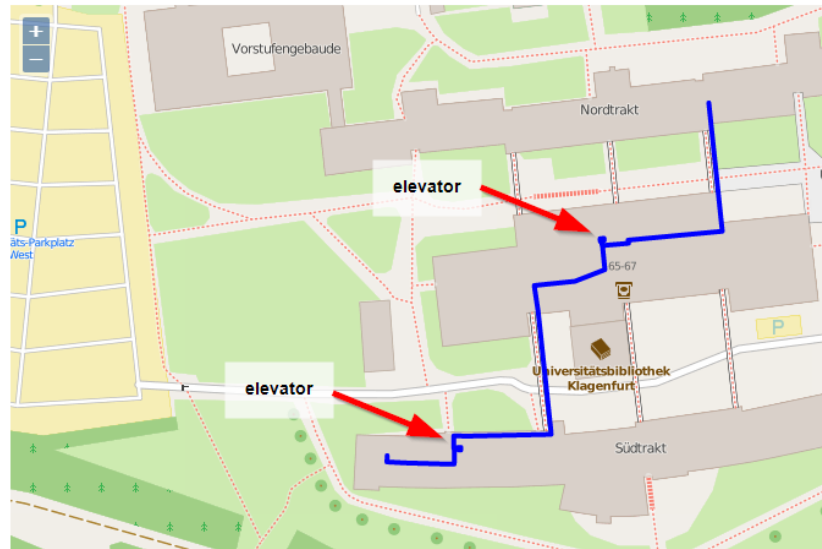 +
−
Vorstufengebaude
Nordtrakt
elevator
P
äts-Parkplatz
West
65-67
P
Universitätsbibliothek
Klagenfurt
elevator
Südtrakt